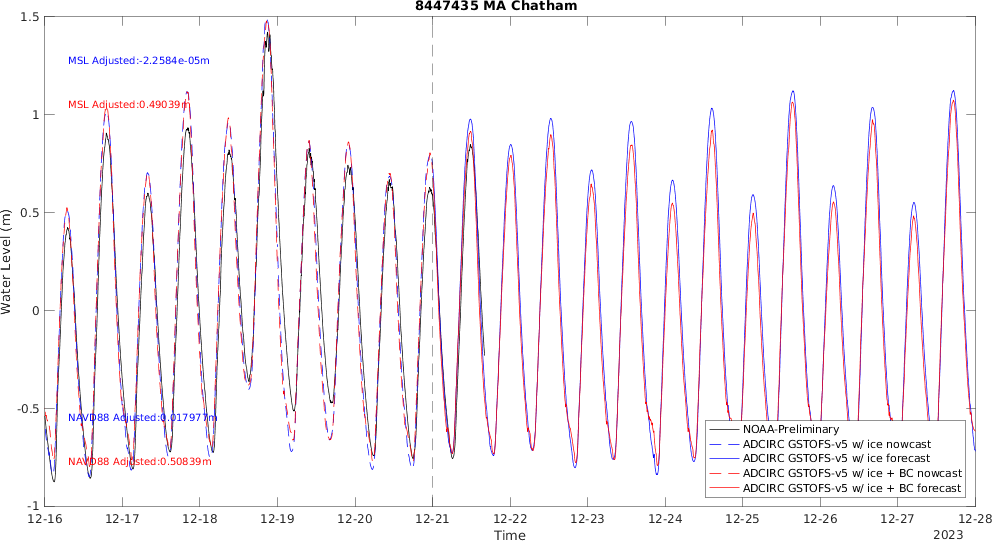 8447435 MA Chatham
1.5
1
0.5
0
-0.5
-1
Water Level (m)
MSL Adjusted:-2.2584e-05m
MSL Adjusted:0.49039m
NAVD88 Adjusted:0.017977m
NAVD88 Adjusted:0.50839m
NOAA-Preliminary
ADCIRC GSTOFS-v5 w/ ice nowcast
ADCIRC GSTOFS-v5 w/ ice forecast
ADCIRC GSTOFS-v5 w/ ice + BC nowcast
ADCIRC GSTOFS-v5 w/ ice + BC forecast
12-16 12-17 12-18 12-19 12-20 12-21 12-22 12-23 12-24 12-25 12-26 12-27 12-28
Time
2023